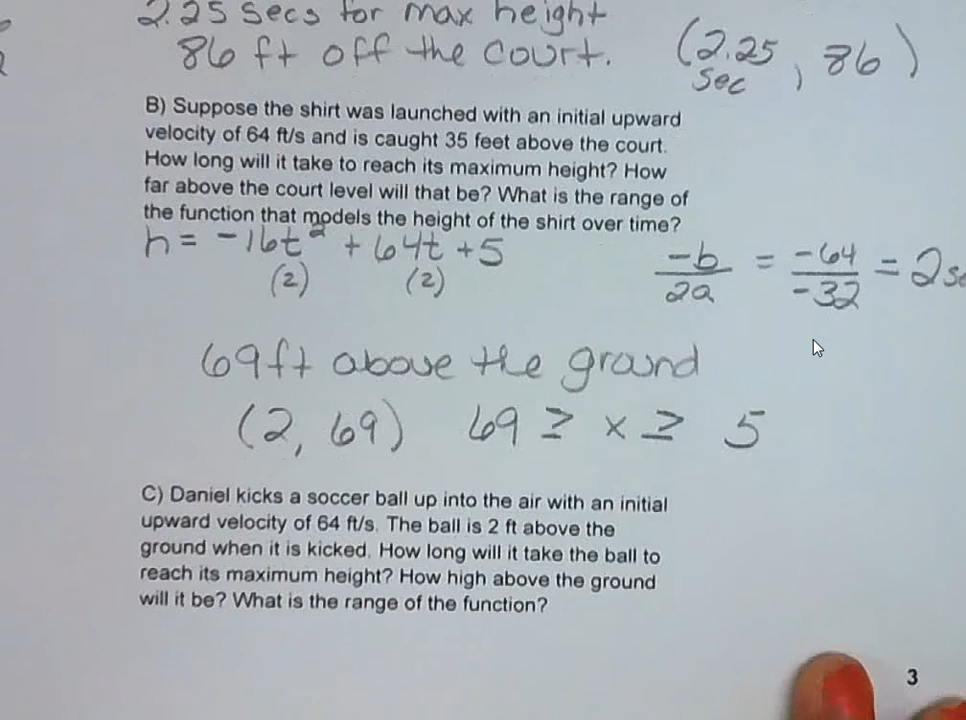 2.25 secs for max height
86 ft off the court. (2.25 sec, 86)
B) Suppose the shirt was launched with an initial upward
velocity of 64 ft/s and is caught 35 feet above the court.
How long will it take to reach its maximum height? How
far above the court level will that be? What is the range of
the function that models the height of the shirt over time?
h = -16t² + 64t + 5
(2) (2)
-b/2a = -64/-32 = 2 s
69 ft above the ground
(2, 69) 69 ≥ x ≥ 5
C) Daniel kicks a soccer ball up into the air with an initial
upward velocity of 64 ft/s. The ball is 2 ft above the
ground when it is kicked. How long will it take the ball to
reach its maximum height? How high above the ground
will it be? What is the range of the function?
3